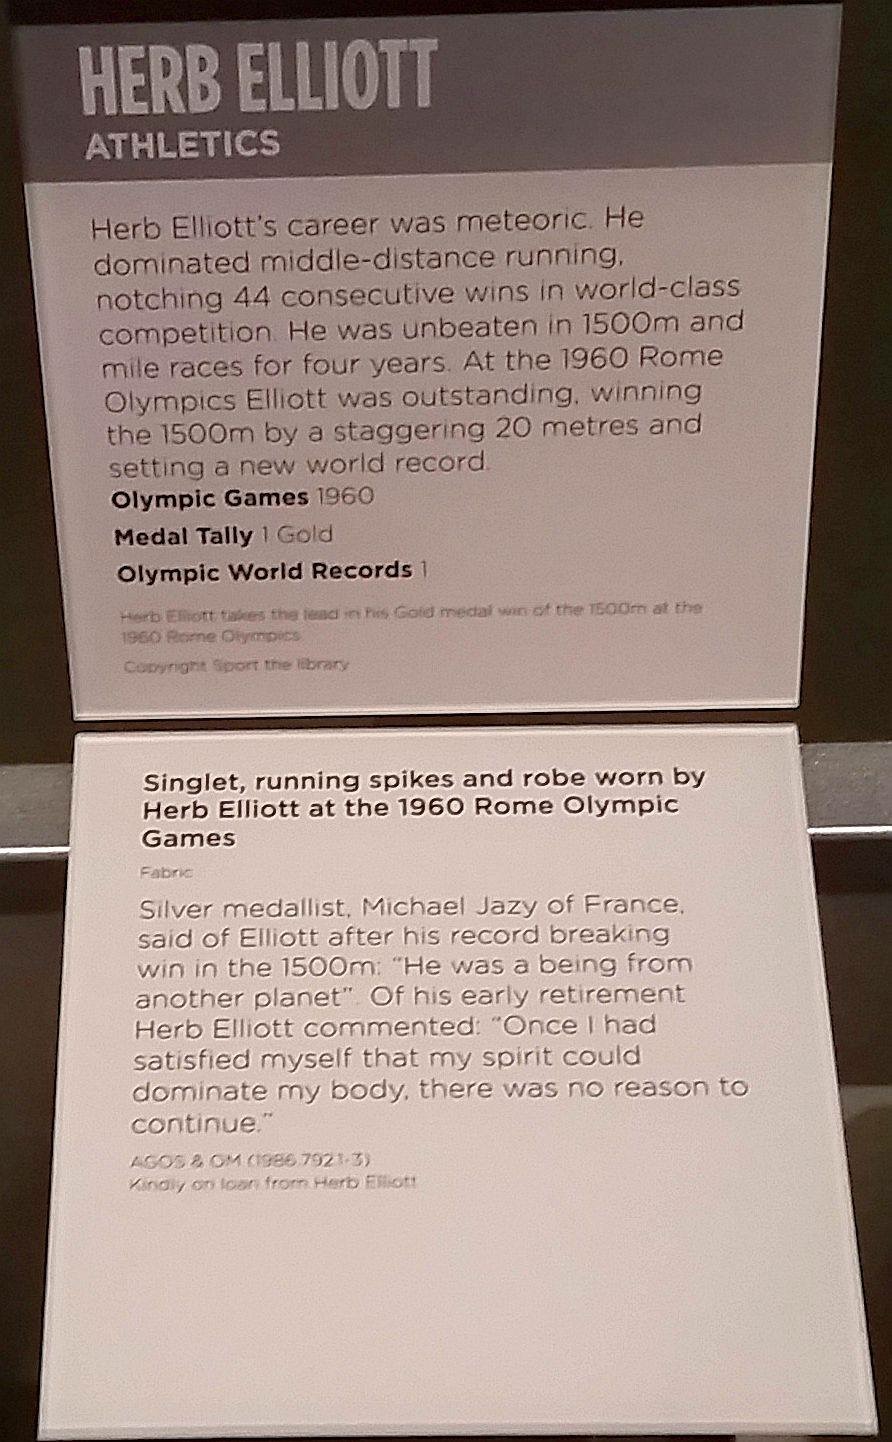 HERB ELLIOTT
ATHLETICS
Herb Elliott's career was meteoric. He
dominated middle-distance running,
notching 44 consecutive wins in world-class
competition. He was unbeaten in 1500m and
mile races for four years. At the 1960 Rome
Olympics Elliott was outstanding, winning
the 1500m by a staggering 20 metres and
setting a new world record.
Olympic Games 1960
Medal Tally 1 Gold
Olympic World Records 1
Herb Elliott takes the lead in his Gold medal win of the 1500m at the
1960 Rome Olympics
Copyright Sport the library
Singlet, running spikes and robe worn by
Herb Elliott at the 1960 Rome Olympic
Games
Fabric
Silver medallist, Michael Jazy of France,
said of Elliott after his record breaking
win in the 1500m: “He was a being from
another planet”. Of his early retirement
Herb Elliott commented: “Once I had
satisfied myself that my spirit could
dominate my body, there was no reason to
continue.”
AGOS & OM (1986.792.1-3)
Kindly on loan from Herb Elliott